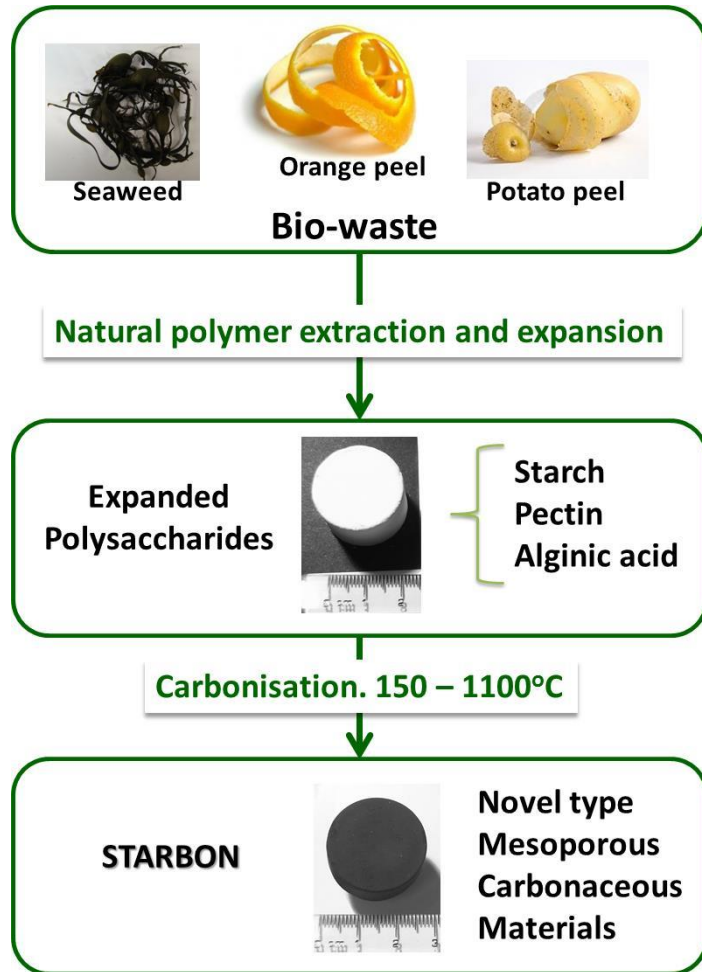 Seaweed
Orange peel
Potato peel
Bio-waste
Natural polymer extraction and expansion
Expanded
Polysaccharides
Starch
Pectin
Alginic acid
Carbonisation. 150 – 1100°C
STARBON
Novel type
Mesoporous
Carbonaceous
Materials